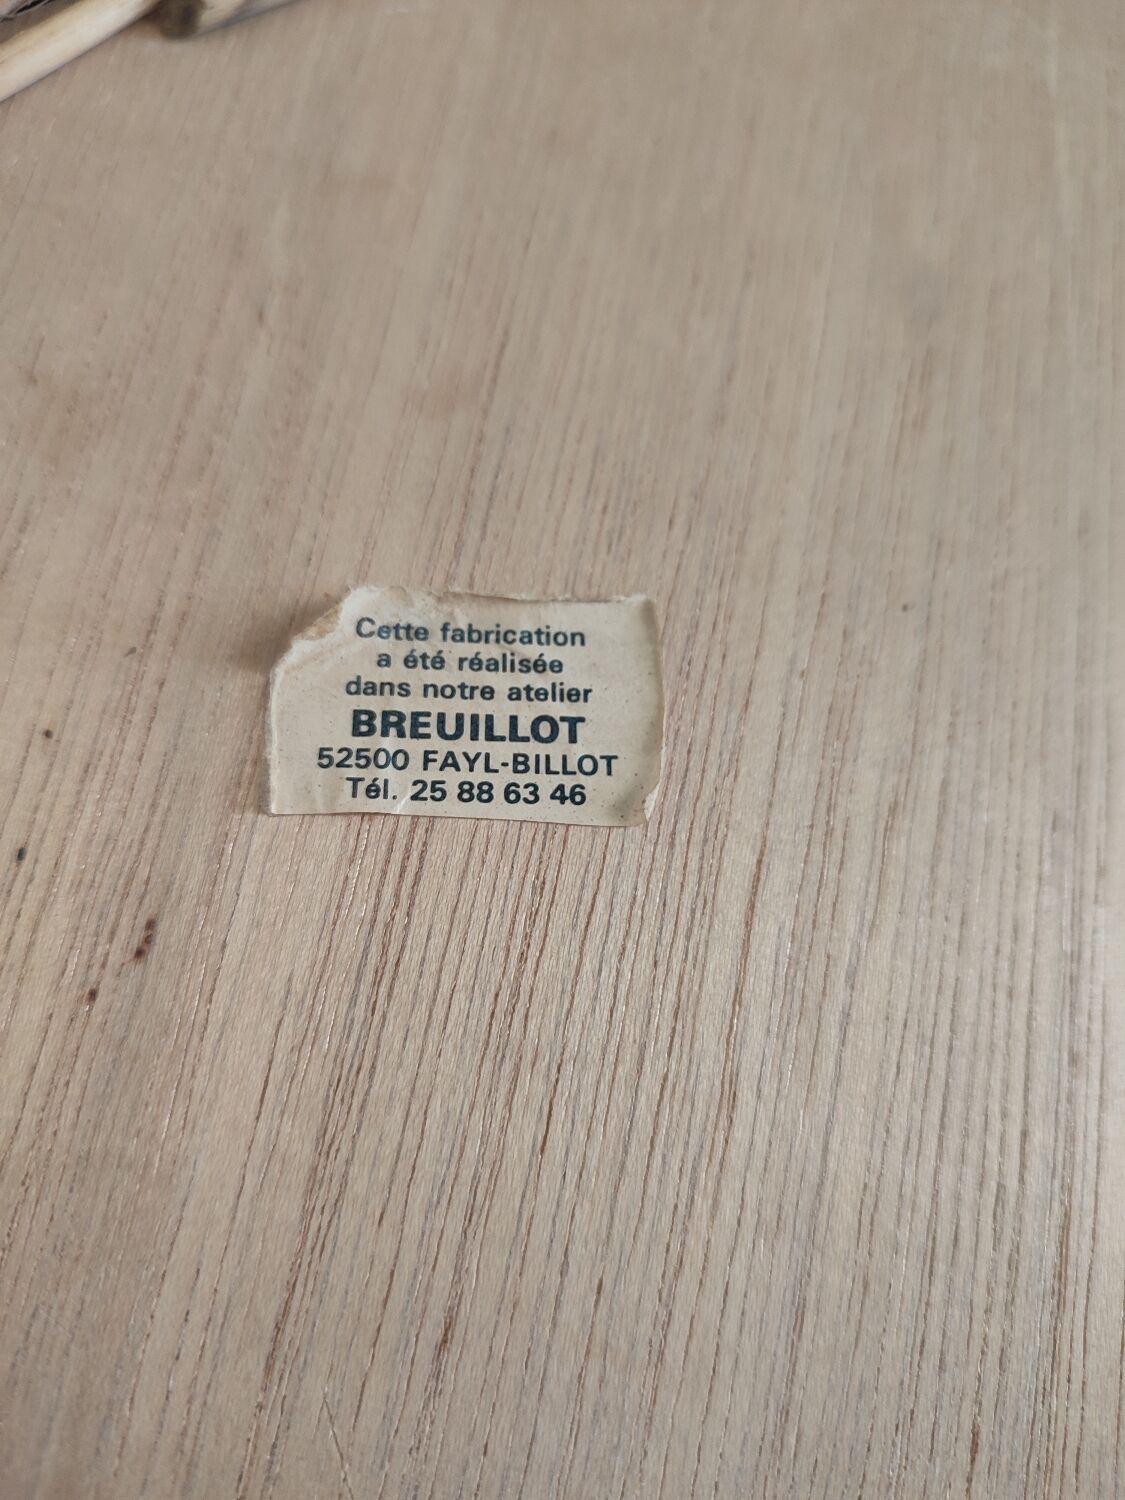 Cette fabrication
a été réalisée
dans notre atelier
BREUILLOT
52500 FAYL-BILLOT
Tél. 25 88 63 46